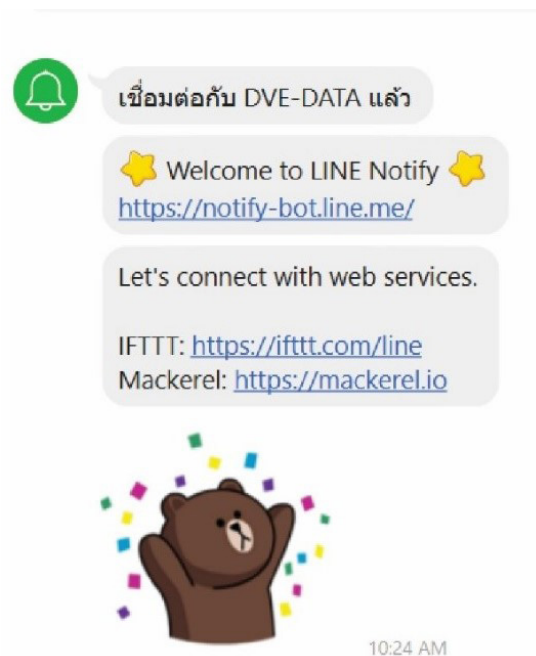 เชื่อมต่อกับ DVE-DATA แล้ว
Welcome to LINE Notify
https://notify-bot.line.me/
Let's connect with web services.
IFTTT: https://ifttt.com/line
Mackerel: https://mackerel.io
10:24 AM